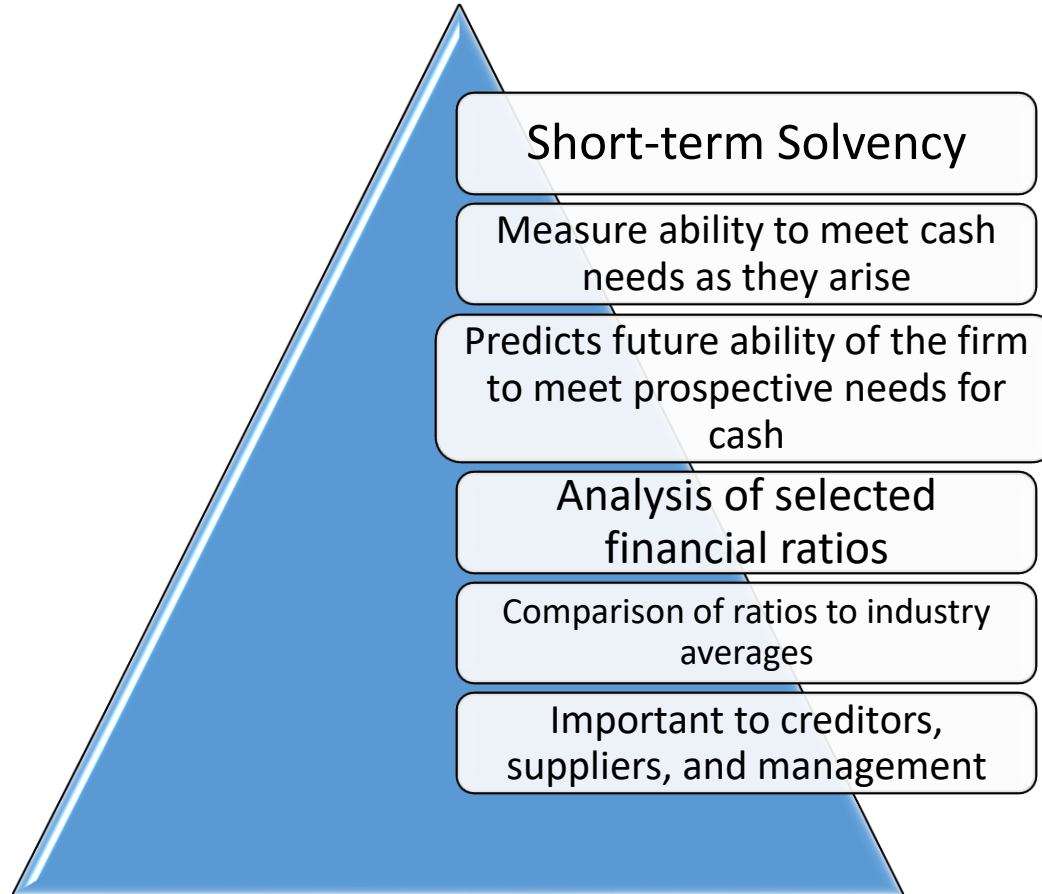 Short-term Solvency
Measure ability to meet cash
needs as they arise
Predicts future ability of the firm
to meet prospective needs for
cash
Analysis of selected
financial ratios
Comparison of ratios to industry
averages
Important to creditors,
suppliers, and management